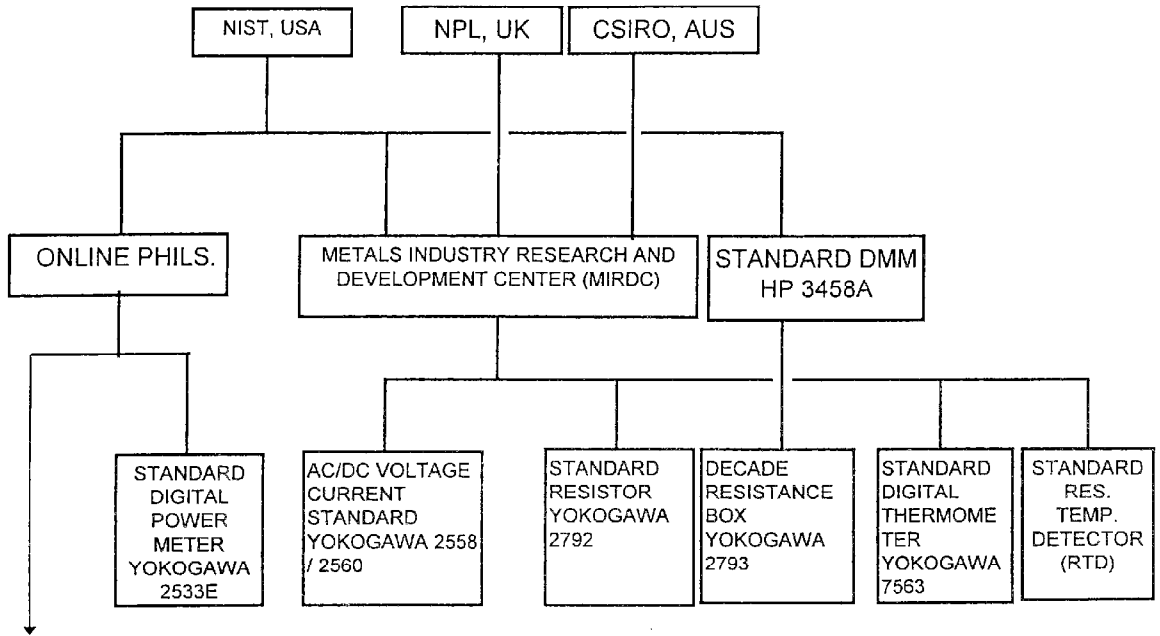 NIST, USA
NPL, UK
CSIRO, AUS
ONLINE PHILS.
METALS INDUSTRY RESEARCH AND
DEVELOPMENT CENTER (MIRDC)
STANDARD DMM
HP 3458A
STANDARD
DIGITAL
POWER
METER
YOKOGAWA
2533E
AC/DC VOLTAGE
CURRENT
STANDARD
YOKOGAWA 2558
/ 2560
STANDARD
RESISTOR
YOKOGAWA
2792
DECADE
RESISTANCE
BOX
YOKOGAWA
2793
STANDARD
DIGITAL
THERMOME
TER
YOKOGAWA
7563
STANDARD
RES.
TEMP.
DETECTOR
(RTD)